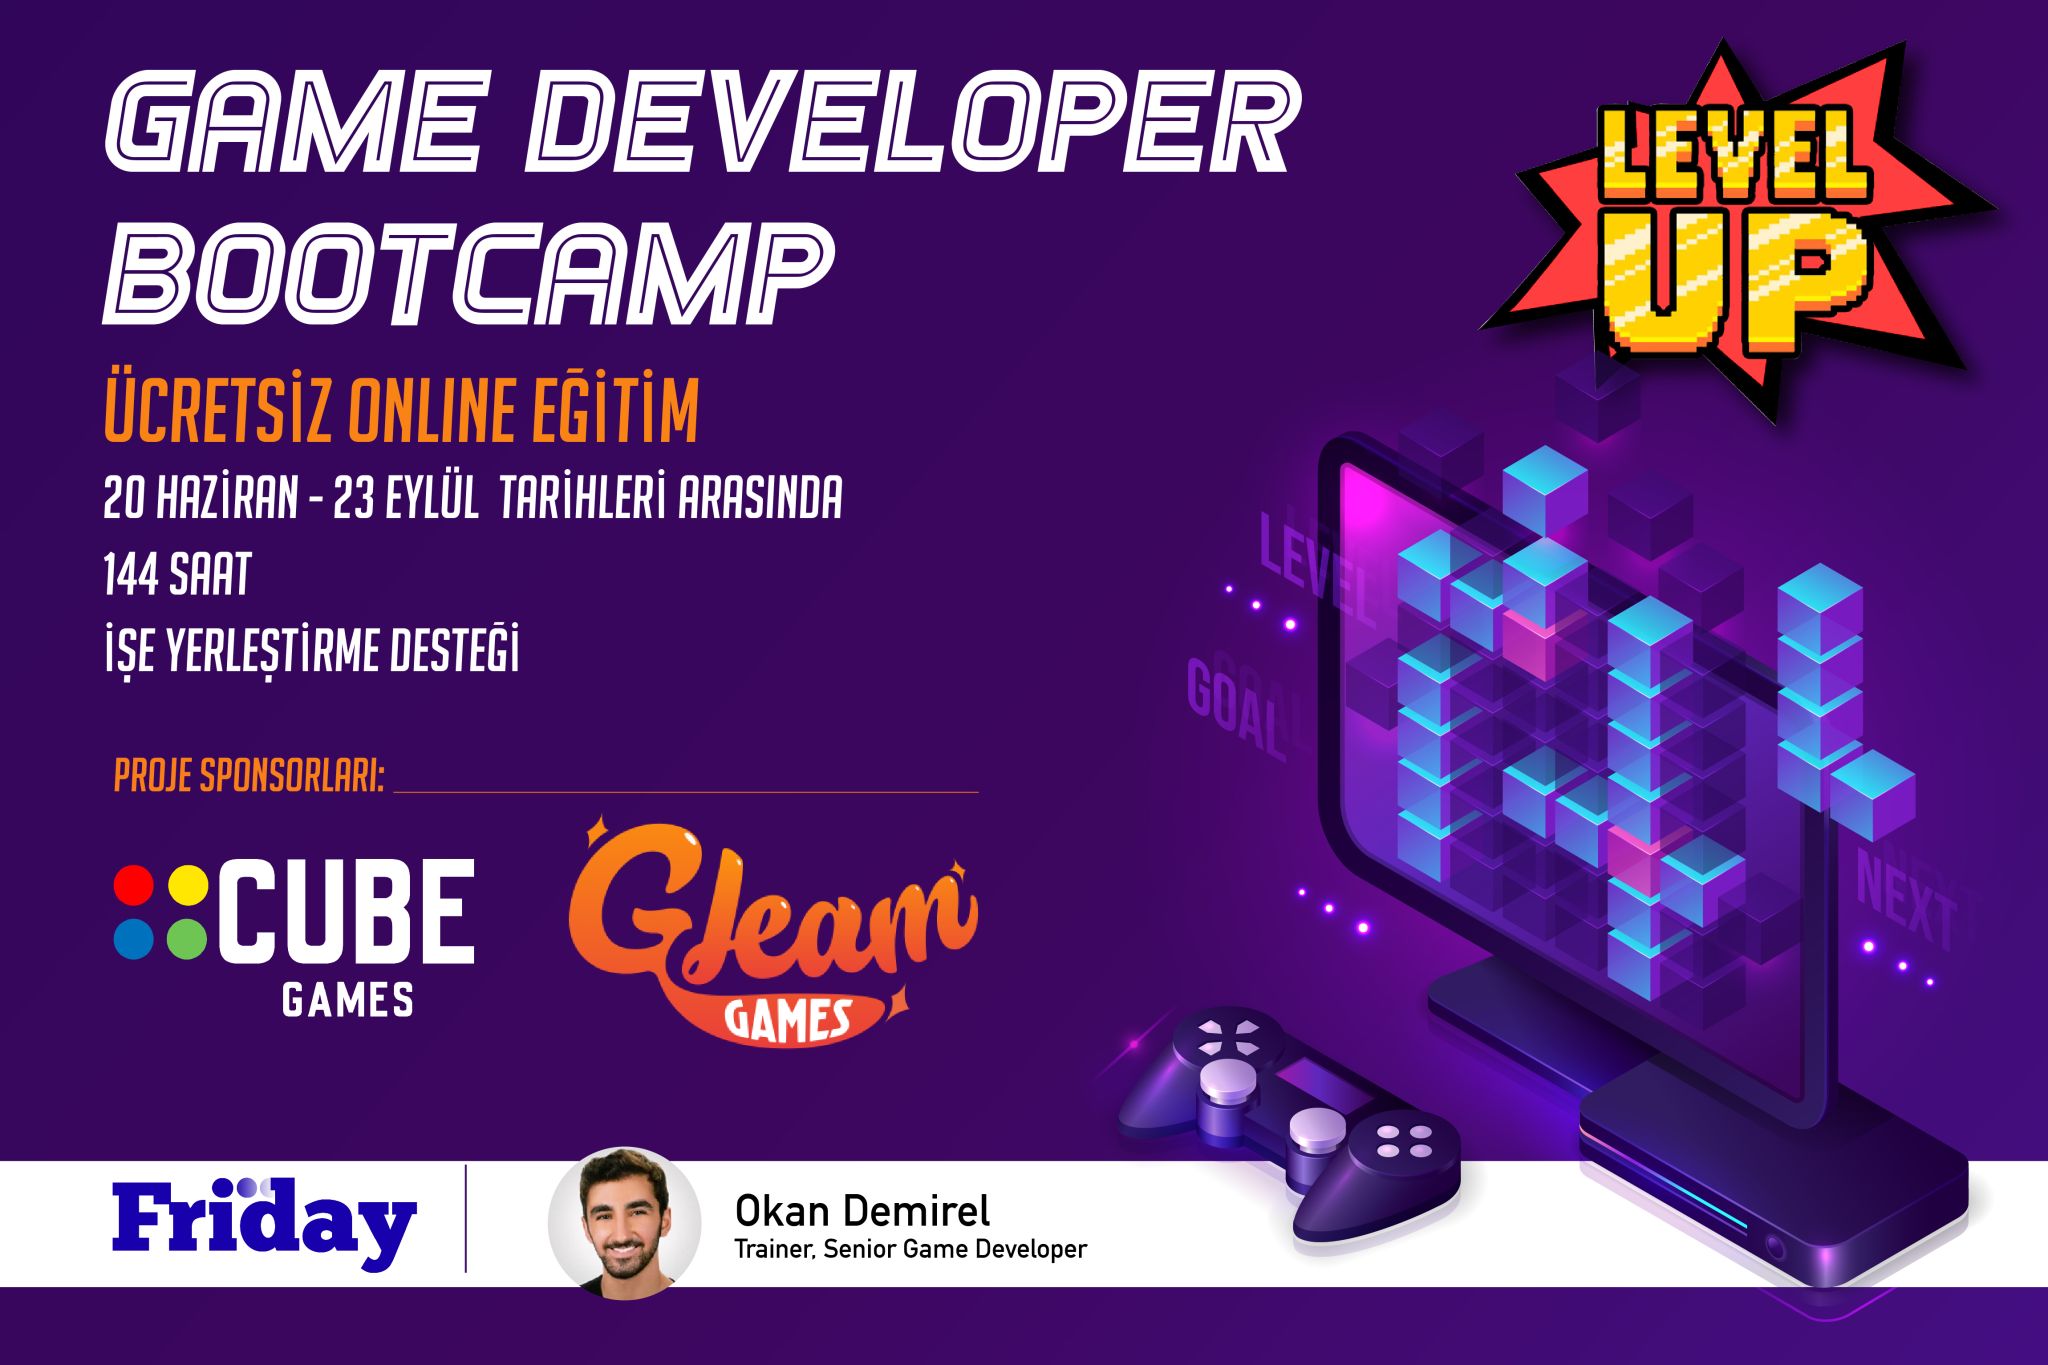 GAME DEVELOPER
BOOTCAMP
ÜCRETSİZ ONLINE EĞİTİM
20 HAZİRAN - 23 EYLÜL TARİHLERİ ARASINDA
144 SAAT
İŞE YERLEŞTİRME DESTEĞİ
PROJE SPONSORLARI:
CUBE
GAMES
Gleam
GAMES
LEVEL
UP
LEVEL
GOAL
NEXT
Friday
Okan Demirel
Trainer, Senior Game Developer